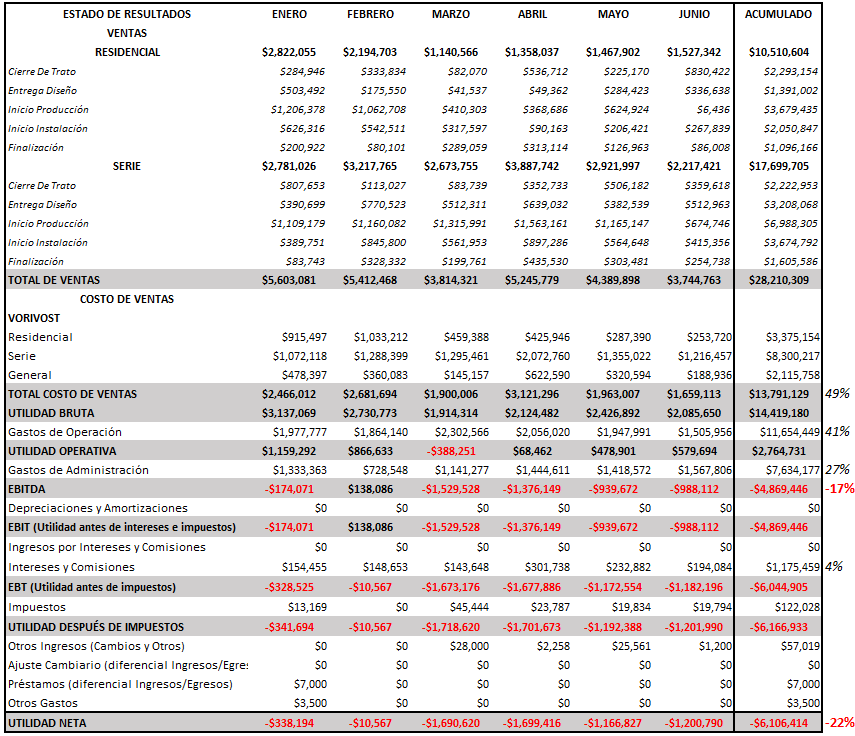 ESTADO DE RESULTADOS ENERO FEBRERO MARZO ABRIL MAYO JUNIO ACUMULADO
VENTAS
RESIDENCIAL $2,822,055 $2,194,703 $1,140,566 $1,358,037 $1,467,902 $1,527,342 $10,510,604
Cierre De Trato $284,946 $333,834 $82,070 $536,712 $225,170 $830,422 $2,293,154
Entrega Diseño $503,492 $175,550 $41,537 $49,362 $284,423 $336,638 $1,391,002
Inicio Producción $1,206,378 $1,062,708 $410,303 $368,686 $624,924 $6,436 $3,679,435
Inicio Instalación $626,316 $542,511 $317,597 $90,163 $206,421 $267,839 $2,050,847
Finalización $200,922 $80,101 $289,059 $313,114 $126,963 $86,008 $1,096,166
SERIE $2,781,026 $3,217,765 $2,673,755 $3,887,742 $2,921,997 $2,217,421 $17,699,705
Cierre De Trato $807,653 $113,027 $83,739 $352,733 $506,182 $359,618 $2,222,953
Entrega Diseño $390,699 $770,523 $512,311 $639,032 $382,539 $512,963 $3,208,068
Inicio Producción $1,109,179 $1,160,082 $1,315,991 $1,563,161 $1,165,147 $674,746 $6,988,305
Inicio Instalación $389,751 $845,800 $561,953 $897,286 $564,648 $415,356 $3,674,792
Finalización $83,743 $328,332 $199,761 $435,530 $303,481 $254,738 $1,605,586
TOTAL DE VENTAS $5,603,081 $5,412,468 $3,814,321 $5,245,779 $4,389,898 $3,744,763 $28,210,309
COSTO DE VENTAS
VORIVOST
Residencial $915,497 $1,033,212 $459,388 $425,946 $287,390 $253,720 $3,375,154
Serie $1,072,118 $1,288,399 $1,295,461 $2,072,760 $1,355,022 $1,216,457 $8,300,217
General $478,397 $360,083 $145,157 $622,590 $320,594 $188,936 $2,115,758
TOTAL COSTO DE VENTAS $2,466,012 $2,681,694 $1,900,006 $3,121,296 $1,963,007 $1,659,113 $13,791,129 49%
UTILIDAD BRUTA $3,137,069 $2,730,773 $1,914,314 $2,124,482 $2,426,892 $2,085,650 $14,419,180
Gastos de Operación $1,977,777 $1,864,140 $2,302,566 $2,056,020 $1,947,991 $1,505,956 $11,654,449 41%
UTILIDAD OPERATIVA $1,159,292 $866,633 -$388,251 $68,462 $478,901 $579,694 $2,764,731
Gastos de Administración $1,333,363 $728,548 $1,141,277 $1,444,611 $1,418,572 $1,567,806 $7,634,177 27%
EBITDA -$174,071 $138,086 -$1,529,528 -$1,376,149 -$939,672 -$988,112 -$4,869,446 -17%
Depreciaciones y Amortizaciones $0 $0 $0 $0 $0 $0 $0
EBIT (Utilidad antes de intereses e impuestos) -$174,071 $138,086 -$1,529,528 -$1,376,149 -$939,672 -$988,112 -$4,869,446
Ingresos por Intereses y Comisiones $0 $0 $0 $0 $0 $0 $0
Intereses y Comisiones $154,455 $148,653 $143,648 $301,738 $232,882 $194,084 $1,175,459 4%
EBT (Utilidad antes de impuestos) -$328,525 -$10,567 -$1,673,176 -$1,677,886 -$1,172,554 -$1,182,196 -$6,044,905
Impuestos $13,169 $0 $45,444 $23,787 $19,834 $19,794 $122,028
UTILIDAD DESPUÉS DE IMPUESTOS -$341,694 -$10,567 -$1,718,620 -$1,701,673 -$1,192,388 -$1,201,990 -$6,166,933
Otros Ingresos (Cambios y Otros) $0 $0 $28,000 $2,258 $25,561 $1,200 $57,019
Ajuste Cambiario (diferencial Ingresos/Egres $0 $0 $0 $0 $0 $0 $0
Préstamos (diferencial Ingresos/Egresos) $7,000 $0 $0 $0 $0 $0 $7,000
Otros Gastos $3,500 $0 $0 $0 $0 $0 $3,500
UTILIDAD NETA -$338,194 -$10,567 -$1,690,620 -$1,699,416 -$1,166,827 -$1,200,790 -$6,106,414 -22%